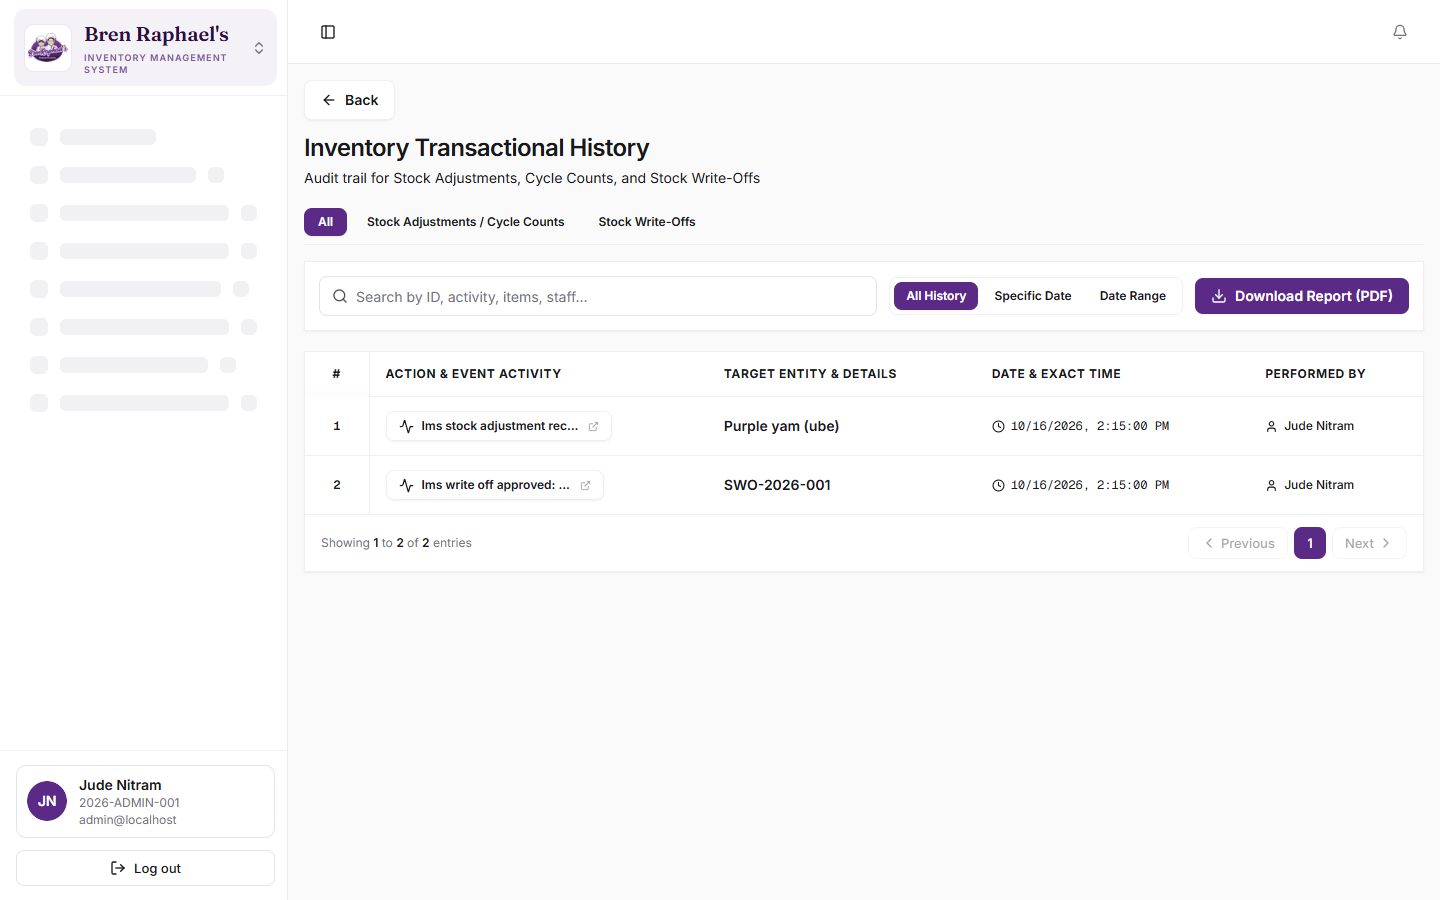 Bren Raphael's
INVENTORY MANAGEMENT
SYSTEM
Back
Inventory Transactional History
Audit trail for Stock Adjustments, Cycle Counts, and Stock Write-Offs
All
Stock Adjustments / Cycle Counts
Stock Write-Offs
Search by ID, activity, items, staff...
All History
Specific Date
Date Range
Download Report (PDF)
# ACTION & EVENT ACTIVITY TARGET ENTITY & DETAILS DATE & EXACT TIME PERFORMED BY
1 Ims stock adjustment rec... Purple yam (ube) 10/16/2026, 2:15:00 PM Jude Nitram
2 Ims write off approved: ... SWO-2026-001 10/16/2026, 2:15:00 PM Jude Nitram
Showing 1 to 2 of 2 entries
Previous 1 Next
JN
Jude Nitram
2026-ADMIN-001
admin@localhost
Log out